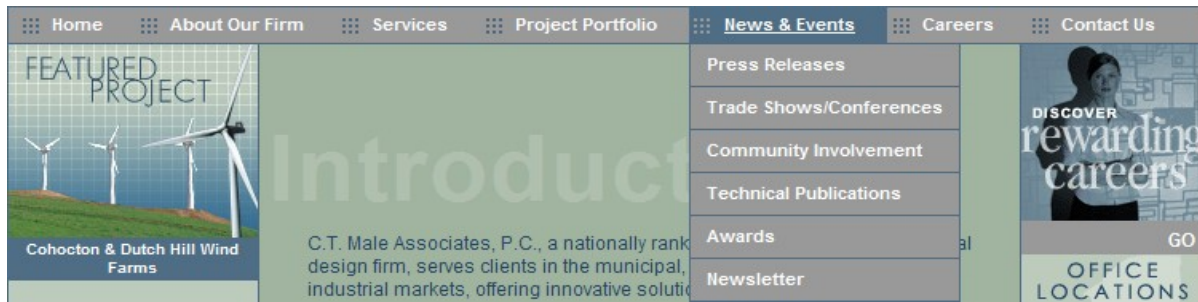 Home About Our Firm Services Project Portfolio News & Events Careers Contact Us
FEATURED
PROJECT
Cohocton & Dutch Hill Wind
Farms
Introduct
C.T. Male Associates, P.C., a nationally rank al
design firm, serves clients in the municipal,
industrial markets, offering innovative
Press Releases
Trade Shows/Conferences
Community Involvement
Technical Publications
Awards
Newsletter
DISCOVER
rewarding
careers
GO
OFFICE
LOCATIONS